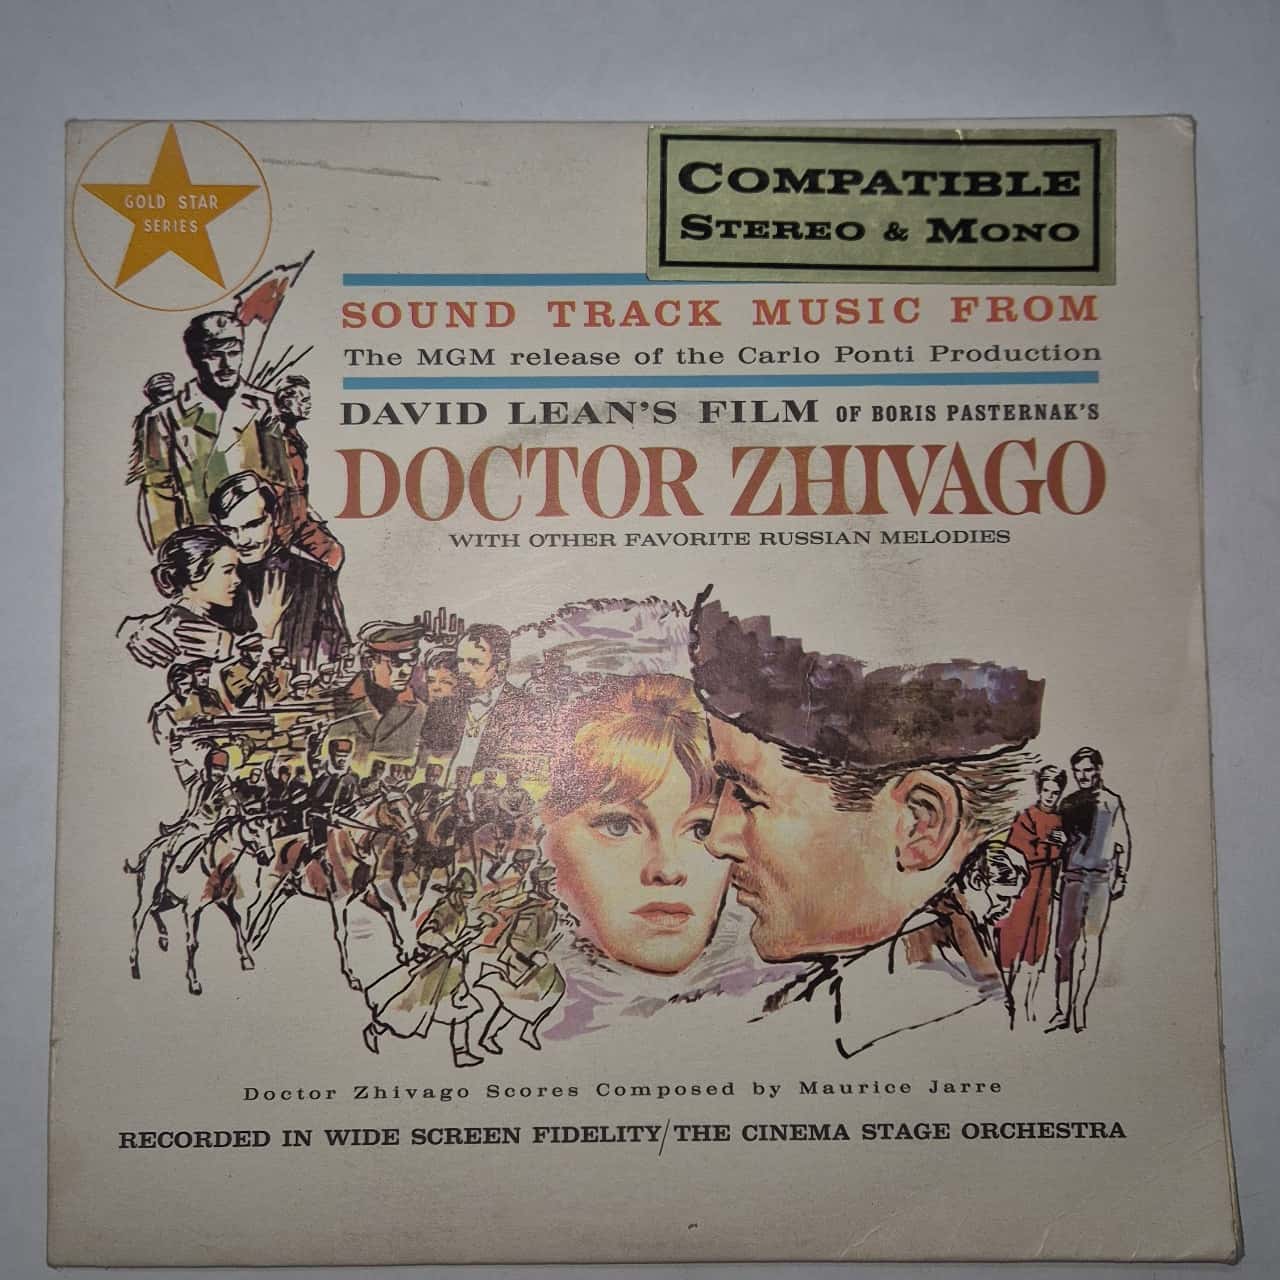 GOLD STAR
SERIES
COMPATIBLE
STEREO & MONO
SOUND TRACK MUSIC FROM
The MGM release of the Carlo Ponti Production
DAVID LEAN'S FILM OF BORIS PASTERNAK'S
DOCTOR ZHIVAGO
WITH OTHER FAVORITE RUSSIAN MELODIES
Doctor Zhivago Scores Composed by Maurice Jarre
RECORDED IN WIDE SCREEN FIDELITY/THE CINEMA STAGE ORCHESTRA